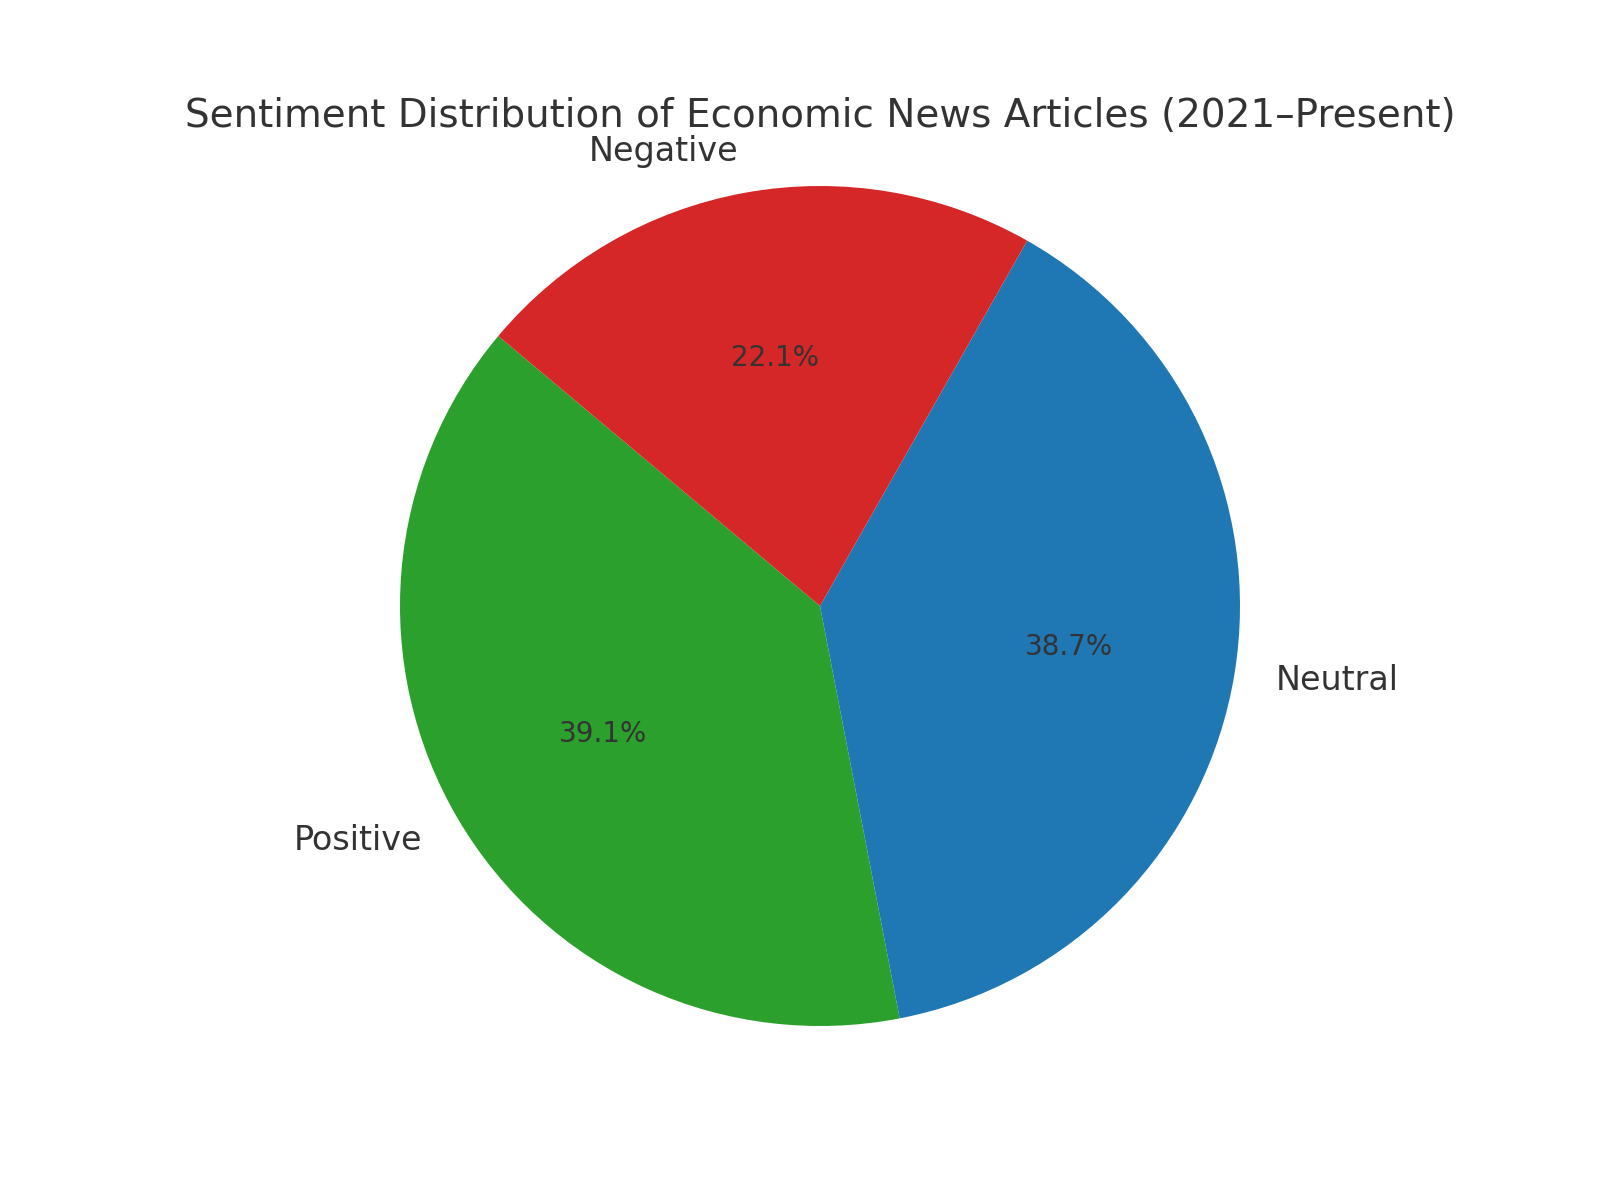 Sentiment Distribution of Economic News Articles (2021–Present)
Negative
22.1%
38.7%
Neutral
39.1%
Positive